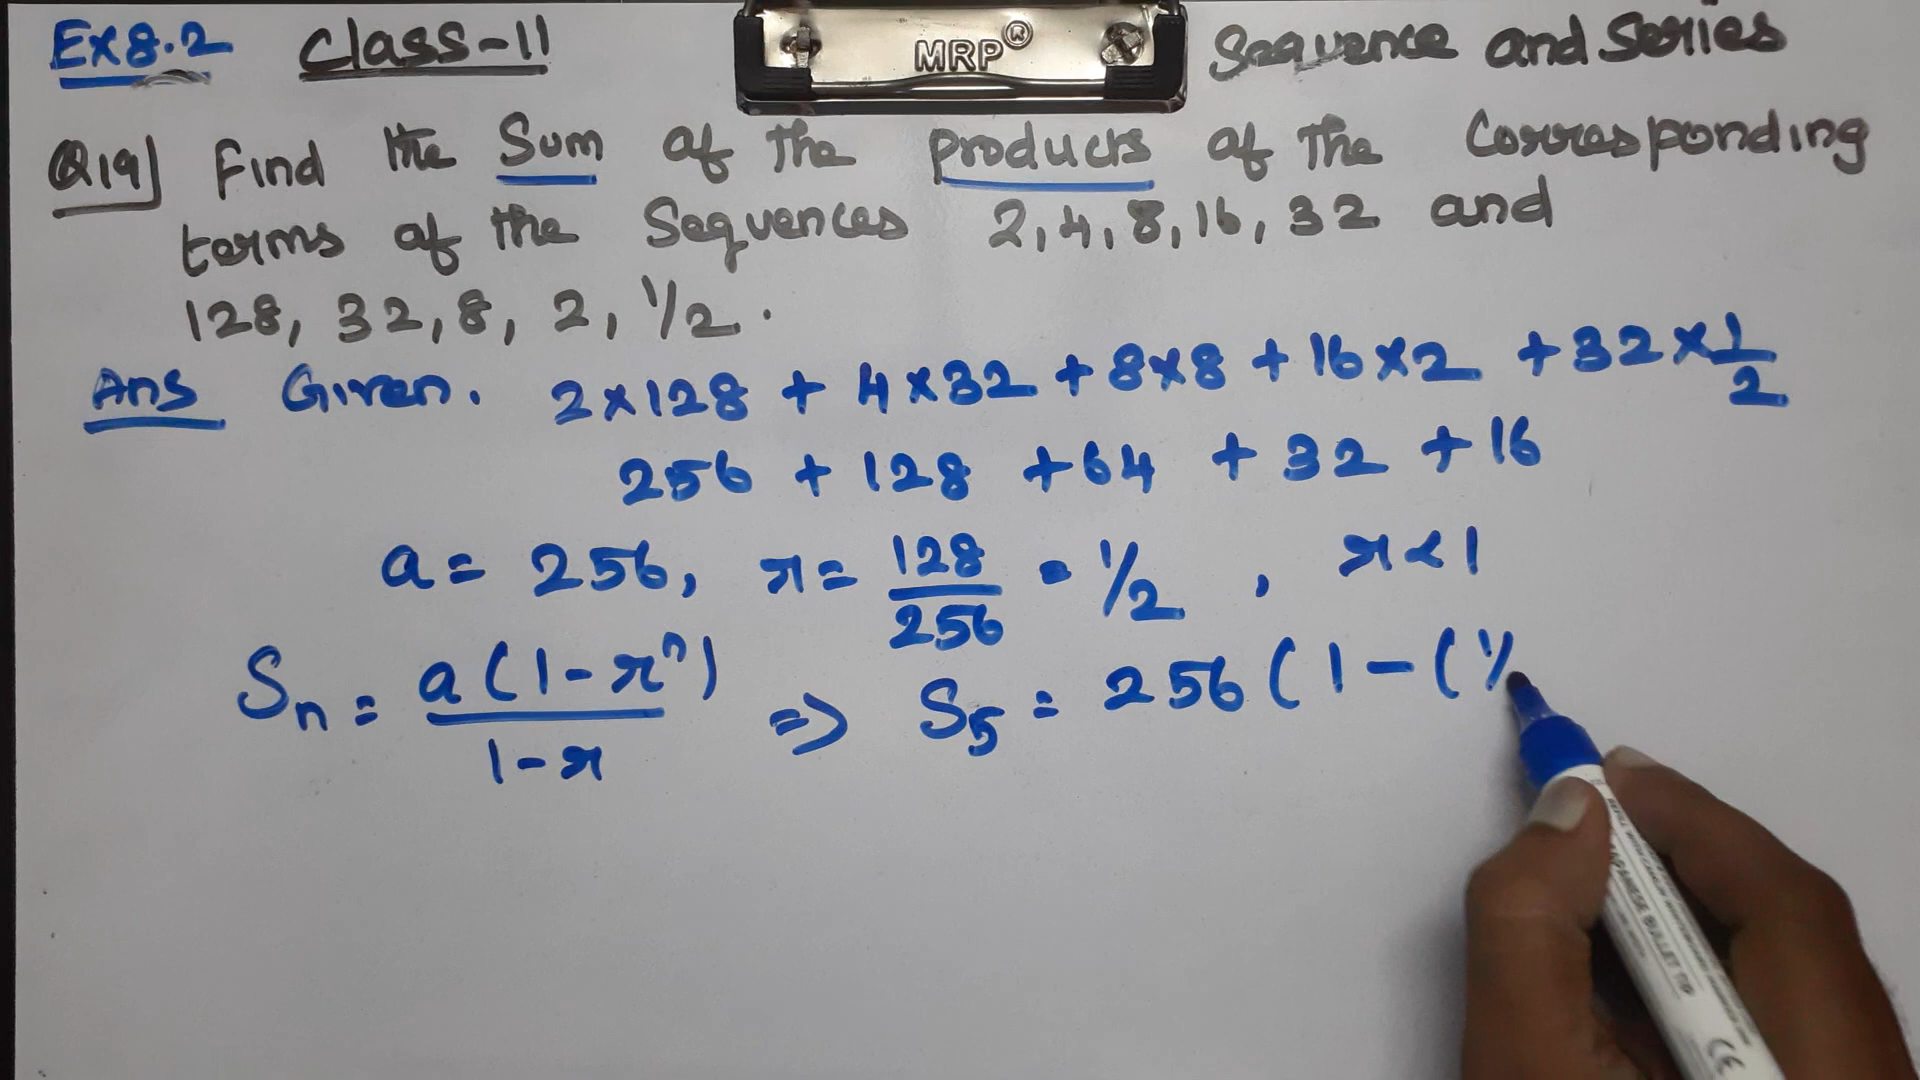 Ex8.2 Class-11 MRP® Sequence and Series
Q19] Find the Sum of the products of the Corresponding
terms of the Sequences 2, 4, 8, 16, 32 and
128, 32, 8, 2, 1/2.
Ans Given. 2×128 + 4×32 + 8×8 + 16×2 + 32×1/2
256 + 128 + 64 + 32 + 16
a = 256, r = 128/256 = 1/2, r<1
Sn = a(1-rⁿ)/1-r => S5 = 256(1-(1/
CE